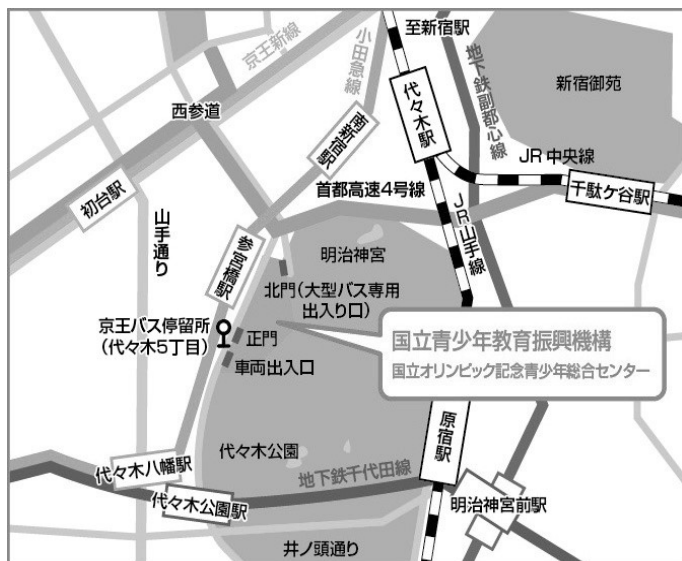 至新宿駅
京王新線
小田急線
地下鉄副都心線
新宿御苑
代々木駅
西参道
南新宿駅
JR中央線
千駄ケ谷駅
初台駅
山手通り
首都高速4号線
JR山手線
参宮橋駅
明治神宮
北門(大型バス専用
出入り口)
京王バス停留所
(代々木5丁目)
正門
車両出入口
国立青少年教育振興機構
国立オリンピック記念青少年総合センター
原宿駅
代々木公園
代々木八幡駅
地下鉄千代田線
代々木公園駅
明治神宮前駅
井ノ頭通り